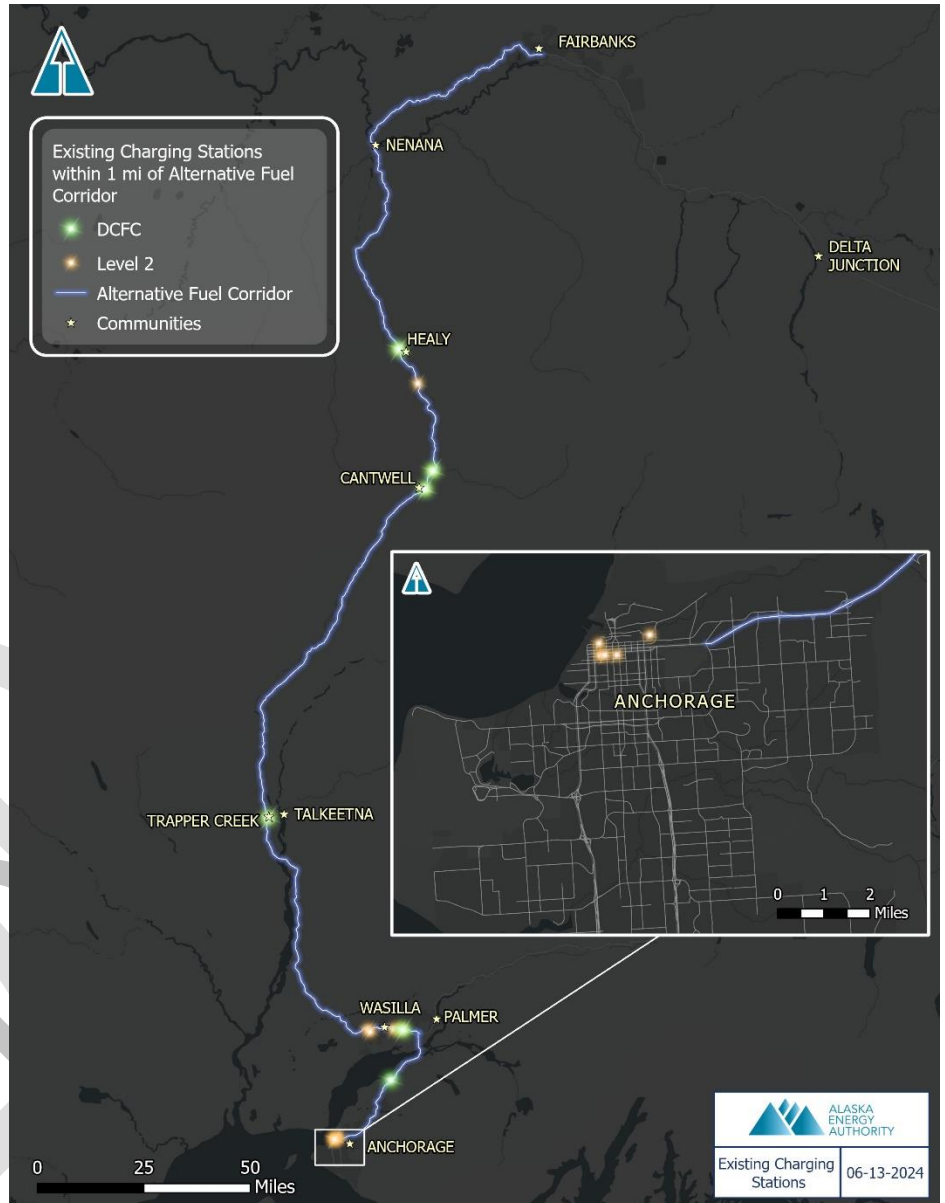 FAIRBANKS
NENANA
Existing Charging Stations
within 1 mi of Alternative Fuel
Corridor
DCFC
Level 2
Alternative Fuel Corridor
Communities
DELTA
JUNCTION
HEALY
CANTWELL
ANCHORAGE
0 1 2
Miles
TRAPPER CREEK
TALKEETNA
WASILLA
PALMER
ANCHORAGE
0 25 50
Miles
ALASKA
ENERGY
AUTHORITY
Existing Charging
Stations
06-13-2024